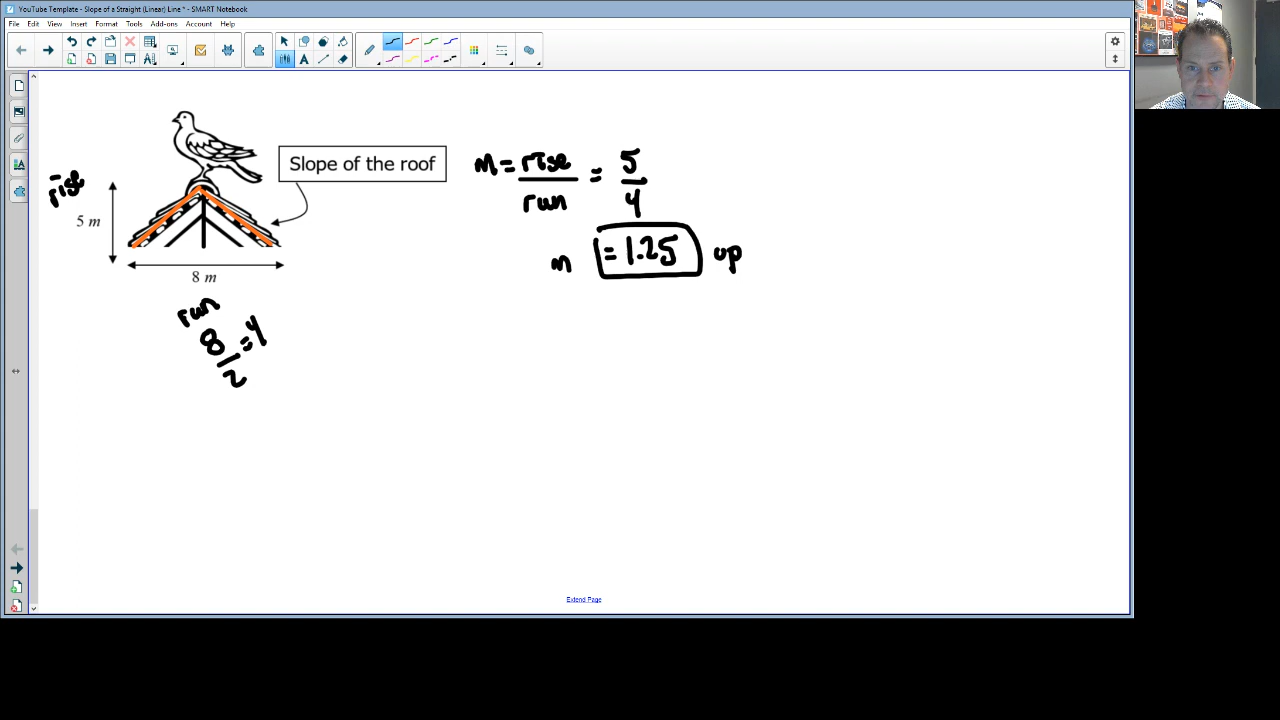 YouTube Template - Slope of a Straight (Linear) Line * - SMART Notebook
File Edit View Insert Format Tools Add-ons Account Help
Slope of the roof
rise
5 m
8 m
run
8/2 = 4
m = rise/run = 5/4
m = 1.25 up
Extend Page